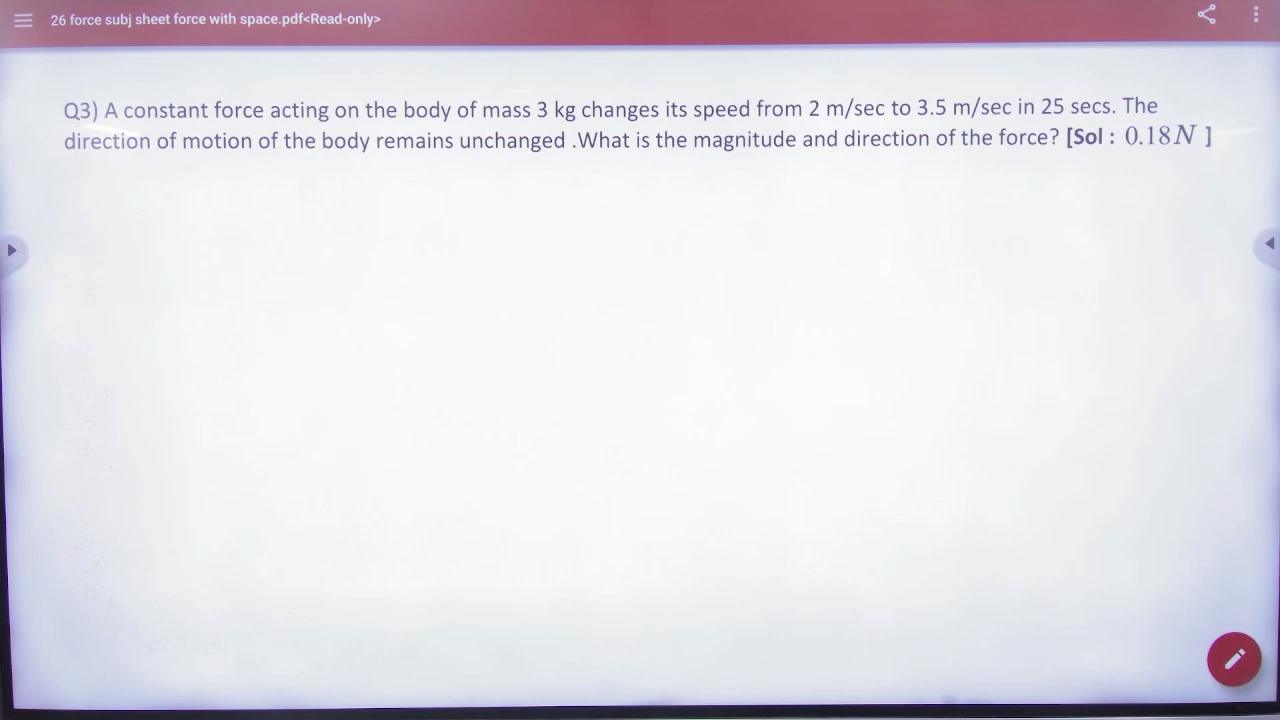 26 force subj sheet force with space.pdf<Read-only>
Q3) A constant force acting on the body of mass 3 kg changes its speed from 2 m/sec to 3.5 m/sec in 25 secs. The
direction of motion of the body remains unchanged .What is the magnitude and direction of the force? [Sol : 0.18N ]